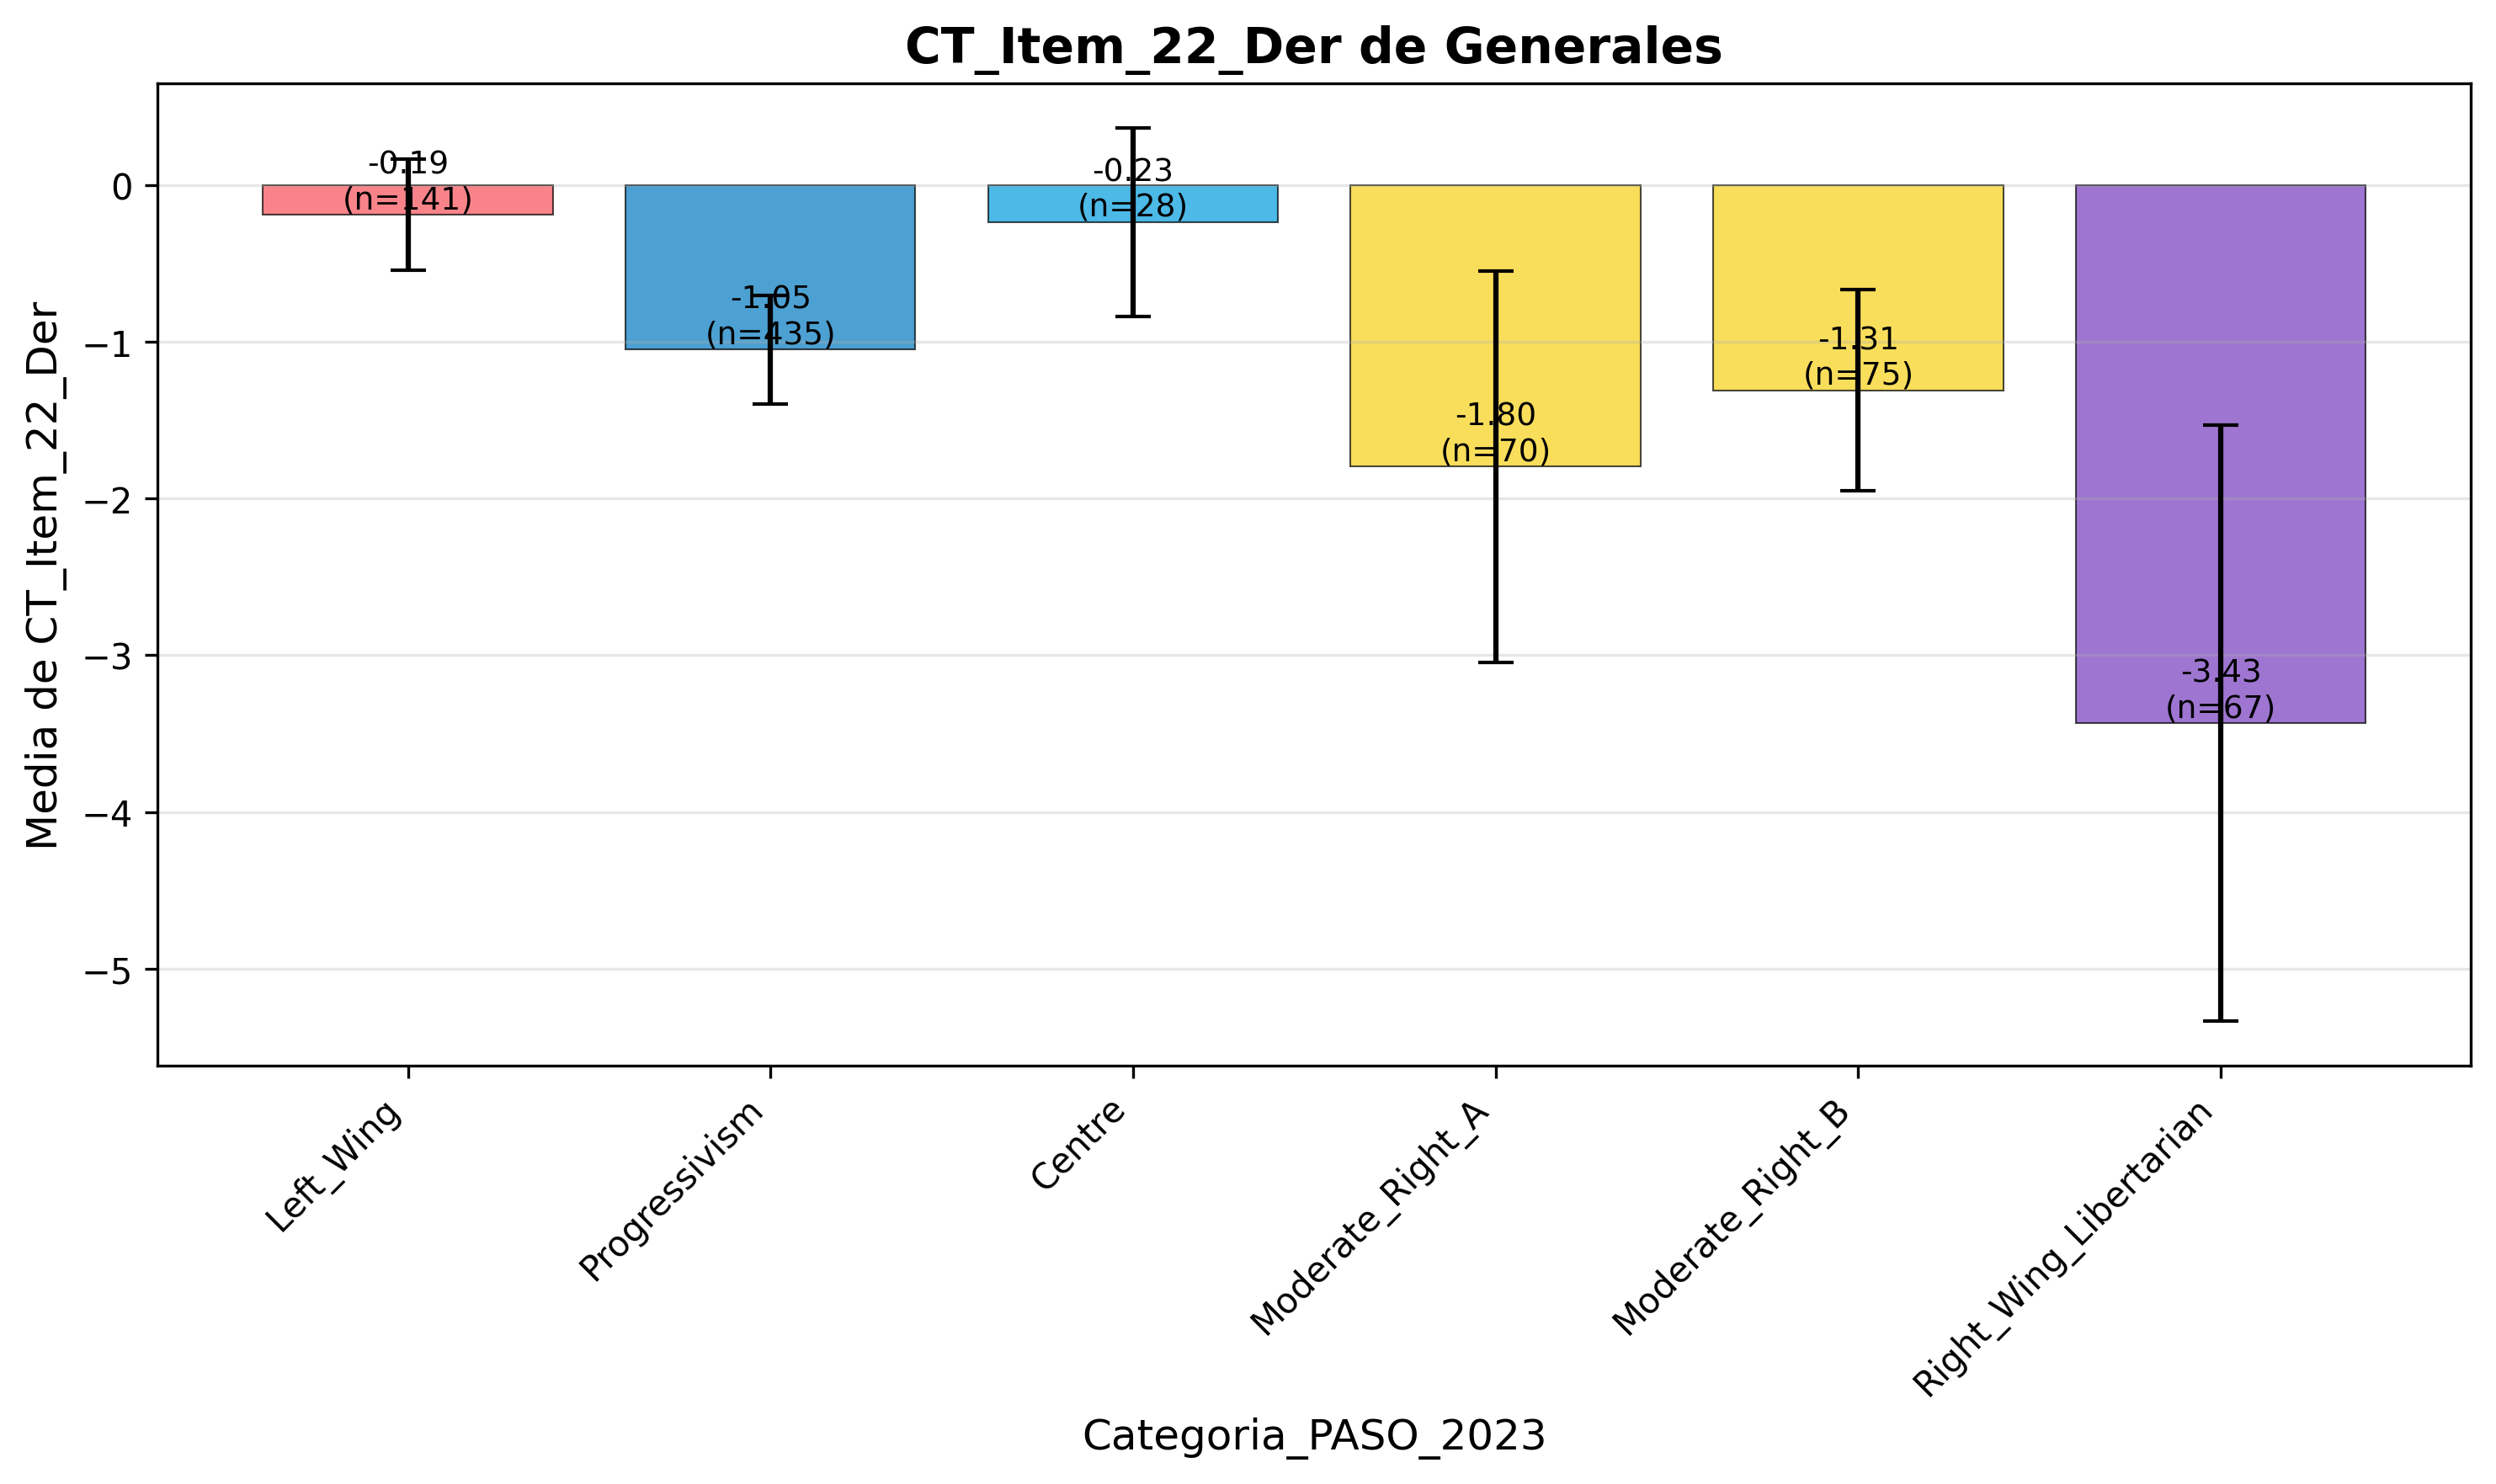 CT_Item_22_Der de Generales
Media de CT_Item_22_Der
0
−1
−2
−3
−4
−5
-0.19
(n=141)
-1.05
(n=435)
-0.23
(n=28)
-1.80
(n=70)
-1.31
(n=75)
-3.43
(n=67)
Left_Wing
Progressivism
Centre
Moderate_Right_A
Moderate_Right_B
Right_Wing_Libertarian
Categoria_PASO_2023